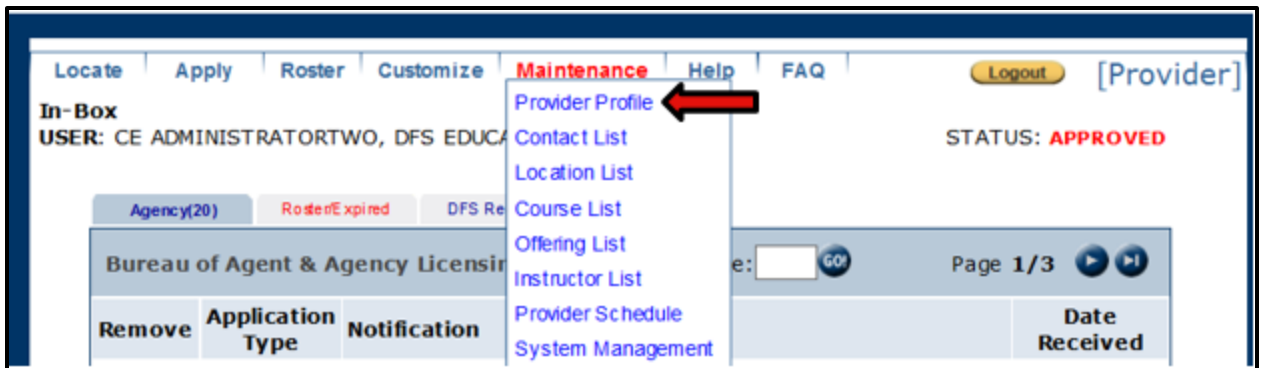 Locate Apply Roster Customize Maintenance Help FAQ Logout [Provider]
In-Box
USER: CE ADMINISTRATORTWO, DFS EDUCA
STATUS: APPROVED
Provider Profile
Contact List
Location List
Course List
Offering List
Instructor List
Provider Schedule
System Management
Agency(20) Roster/Expired DFS Re
Bureau of Agent & Agency Licensin e: GO! Page 1/3
Remove Application Type Notification Date Received